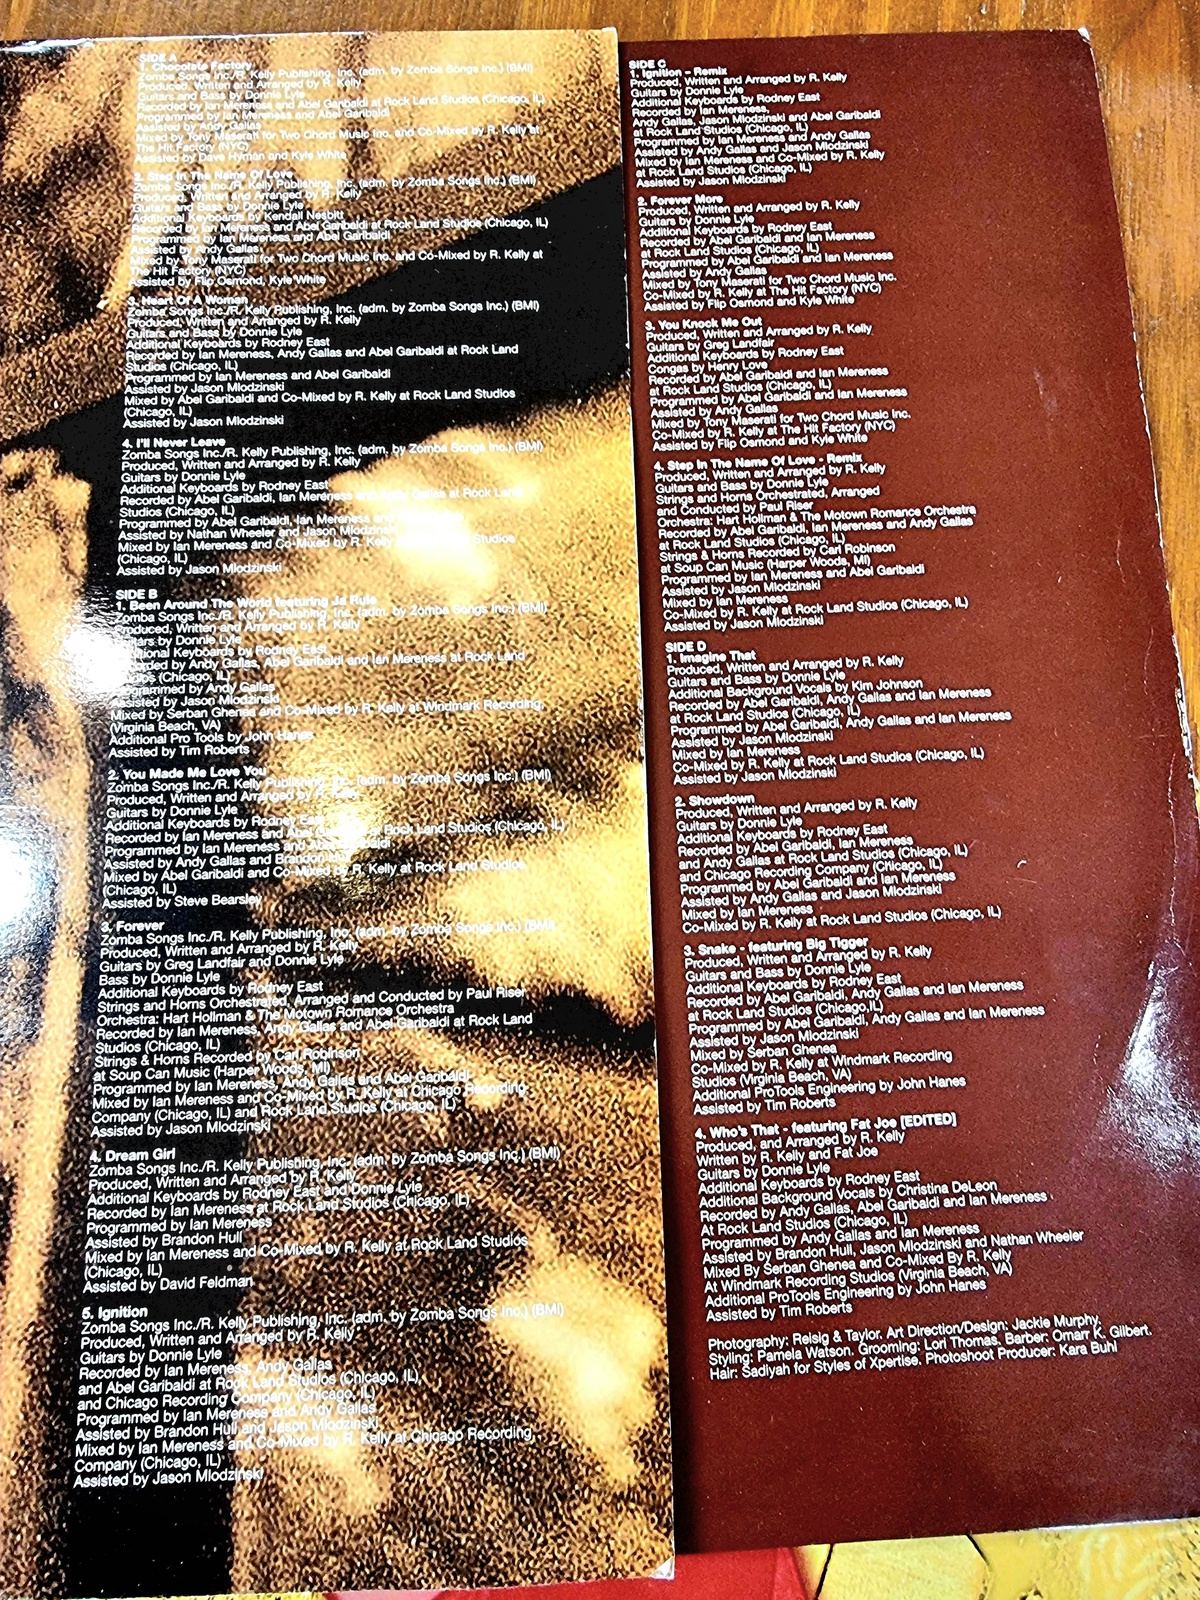 SIDE A
1. Chocolate Factory
Zomba Songs Inc./R. Kelly Publishing, Inc. (adm. by Zomba Songs Inc.) (BMI)
Produced, Written and Arranged by R. Kelly
Guitars and Bass by Donnie Lyle
Recorded by Ian Mereness and Abel Garibaldi at Rock Land Studios (Chicago, IL)
Programmed by Ian Mereness and Abel Garibaldi
Assisted by Andy Gallas
Mixed by Tony Maserati for Two Chord Music Inc. and Co-Mixed by R. Kelly at
The Hit Factory (NYC)
Assisted by Dave Hyman and Kyle White
2. Step In The Name Of Love
Zomba Songs Inc./R. Kelly Publishing, Inc. (adm. by Zomba Songs Inc.) (BMI)
Produced, Written and Arranged by R. Kelly
Guitars and Bass by Donnie Lyle
Additional Keyboards by Kendall Nesbitt
Recorded by Ian Mereness and Abel Garibaldi at Rock Land Studios (Chicago, IL)
Programmed by Ian Mereness and Abel Garibaldi
Assisted by Andy Gallas
Mixed by Tony Maserati for Two Chord Music Inc. and Co-Mixed by R. Kelly at
The Hit Factory (NYC)
Assisted by Flip Osmond, Kyle White
3. Heart Of A Woman
Zomba Songs Inc./R. Kelly Publishing, Inc. (adm. by Zomba Songs Inc.) (BMI)
Produced, Written and Arranged by R. Kelly
Guitars and Bass by Donnie Lyle
Additional Keyboards by Rodney East
Recorded by Ian Mereness, Andy Gallas and Abel Garibaldi at Rock Land
Studios (Chicago, IL)
Programmed by Ian Mereness and Abel Garibaldi
Assisted by Jason Mlodzinski
Mixed by Abel Garibaldi and Co-Mixed by R. Kelly at Rock Land Studios
(Chicago, IL)
Assisted by Jason Mlodzinski
4. I'll Never Leave
Zomba Songs Inc./R. Kelly Publishing, Inc. (adm. by Zomba Songs Inc.) (BMI)
Produced, Written and Arranged by R. Kelly
Guitars by Donnie Lyle
Additional Keyboards by Rodney East
Recorded by Abel Garibaldi, Ian Mereness and Andy Gallas at Rock Land
Studios (Chicago, IL)
Programmed by Abel Garibaldi, Ian Mereness and
Assisted by Nathan Wheeler and Jason Mlodzinski
Mixed by Ian Mereness and Co-Mixed by R. Kelly at Rock Land Studios
(Chicago, IL)
Assisted by Jason Mlodzinski
SIDE B
1. Been Around The World featuring Ja Rule
Zomba Songs Inc./R. Kelly Publishing, Inc. (adm. by Zomba Songs Inc.) (BMI)
Produced, Written and Arranged by R. Kelly
Guitars by Donnie Lyle
Additional Keyboards by Rodney East
Recorded by Andy Gallas, Abel Garibaldi and Ian Mereness at Rock Land
Studios (Chicago, IL)
Programmed by Andy Gallas
Assisted by Jason Mlodzinski
Mixed by Serban Ghenea and Co-Mixed by R. Kelly at Windmark Recording,
(Virginia Beach, VA)
Additional Pro Tools by John Hanes
Assisted by Tim Roberts
2. You Made Me Love You
Zomba Songs Inc./R. Kelly Publishing, Inc. (adm. by Zomba Songs Inc.) (BMI)
Produced, Written and Arranged by R. Kelly
Guitars by Donnie Lyle
Additional Keyboards by Rodney East
Recorded by Ian Mereness and Abel Garibaldi at Rock Land Studios (Chicago, IL)
Programmed by Ian Mereness and Abel Garibaldi
Assisted by Andy Gallas and Brandon
Mixed by Abel Garibaldi and Co-Mixed by R. Kelly at Rock Land Studios
(Chicago, IL)
Assisted by Steve Bearsley
3. Forever
Zomba Songs Inc./R. Kelly Publishing, Inc. (adm. by Zomba Songs Inc.) (BMI)
Produced, Written and Arranged by R. Kelly
Guitars by Greg Landfair and Donnie Lyle
Bass by Donnie Lyle
Additional Keyboards by Rodney East
Strings and Horns Orchestrated, Arranged and Conducted by Paul Riser
Orchestra: Hart Hollman & The Motown Romance Orchestra
Recorded by Ian Mereness, Andy Gallas and Abel Garibaldi at Rock Land
Studios (Chicago, IL)
Strings & Horns Recorded by Carl Robinson
at Soup Can Music (Harper Woods, MI)
Programmed by Ian Mereness, Andy Gallas and Abel Garibaldi
Mixed by Ian Mereness and Co-Mixed by R. Kelly at Chicago Recording
Company (Chicago, IL) and Rock Land Studios (Chicago, IL)
Assisted by Jason Mlodzinski
4. Dream Girl
Zomba Songs Inc./R. Kelly Publishing, Inc. (adm. by Zomba Songs Inc.) (BMI)
Produced, Written and Arranged by R. Kelly
Additional Keyboards by Rodney East and Donnie Lyle
Recorded by Ian Mereness at Rock Land Studios (Chicago, IL)
Programmed by Ian Mereness
Assisted by Brandon Hull
Mixed by Ian Mereness and Co-Mixed by R. Kelly at Rock Land Studios
(Chicago, IL)
Assisted by David Feldman
5. Ignition
Zomba Songs Inc./R. Kelly Publishing, Inc. (adm. by Zomba Songs Inc.) (BMI)
Produced, Written and Arranged by R. Kelly
Guitars by Donnie Lyle
Recorded by Ian Mereness, Andy Gallas
and Abel Garibaldi at Rock Land Studios (Chicago, IL),
and Chicago Recording Company (Chicago, IL)
Programmed by Ian Mereness and Andy Gallas
Assisted by Brandon Hull and Jason Mlodzinski
Mixed by Ian Mereness and Co-Mixed by R. Kelly at Chicago Recording,
Company (Chicago, IL)
Assisted by Jason Mlodzinski
SIDE C
1. Ignition - Remix
Produced, Written and Arranged by R. Kelly
Guitars by Donnie Lyle
Additional Keyboards by Rodney East
Recorded by Ian Mereness,
Andy Gallas, Jason Mlodzinski and Abel Garibaldi
at Rock Land Studios (Chicago, IL)
Programmed by Ian Mereness and Andy Gallas
Assisted by Andy Gallas and Jason Mlodzinski
Mixed by Ian Mereness and Co-Mixed by R. Kelly
at Rock Land Studios (Chicago, IL)
Assisted by Jason Mlodzinski
2. Forever More
Produced, Written and Arranged by R. Kelly
Guitars by Donnie Lyle
Additional Keyboards by Rodney East
Recorded by Abel Garibaldi and Ian Mereness
at Rock Land Studios (Chicago, IL)
Programmed by Abel Garibaldi and Ian Mereness
Assisted by Andy Gallas
Mixed by Tony Maserati for Two Chord Music Inc.
Co-Mixed by R. Kelly at The Hit Factory (NYC)
Assisted by Flip Osmond and Kyle White
3. You Knock Me Out
Produced, Written and Arranged by R. Kelly
Guitars by Greg Landfair
Additional Keyboards by Rodney East
Congas by Henry Love
Recorded by Abel Garibaldi and Ian Mereness
at Rock Land Studios (Chicago, IL)
Programmed by Abel Garibaldi and Ian Mereness
Assisted by Andy Gallas
Mixed by Tony Maserati for Two Chord Music Inc.
Co-Mixed by R. Kelly at The Hit Factory (NYC)
Assisted by Flip Osmond and Kyle White
4. Step In The Name Of Love - Remix
Produced, Written and Arranged by R. Kelly
Guitars and Bass by Donnie Lyle
Strings and Horns Orchestrated, Arranged
and Conducted by Paul Riser
Orchestra: Hart Hollman & The Motown Romance Orchestra
Recorded by Abel Garibaldi, Ian Mereness and Andy Gallas
at Rock Land Studios (Chicago, IL)
Strings & Horns Recorded by Carl Robinson
at Soup Can Music (Harper Woods, MI)
Programmed by Ian Mereness and Abel Garibaldi
Assisted by Jason Mlodzinski
Mixed by Ian Mereness
Co-Mixed by R. Kelly at Rock Land Studios (Chicago, IL)
Assisted by Jason Mlodzinski
SIDE D
1. Imagine That
Produced, Written and Arranged by R. Kelly
Guitars and Bass by Donnie Lyle
Additional Background Vocals by Kim Johnson
Recorded by Abel Garibaldi, Andy Gallas and Ian Mereness
at Rock Land Studios (Chicago, IL)
Programmed by Abel Garibaldi, Andy Gallas and Ian Mereness
Assisted by Jason Mlodzinski
Mixed by Ian Mereness
Co-Mixed by R. Kelly at Rock Land Studios (Chicago, IL)
Assisted by Jason Mlodzinski
2. Showdown
Produced, Written and Arranged by R. Kelly
Guitars by Donnie Lyle
Additional Keyboards by Rodney East
Recorded by Abel Garibaldi, Ian Mereness
and Andy Gallas at Rock Land Studios (Chicago, IL)
and Chicago Recording Company (Chicago, IL)
Programmed by Abel Garibaldi and Ian Mereness
Assisted by Andy Gallas and Jason Mlodzinski
Mixed by Ian Mereness
Co-Mixed by R. Kelly at Rock Land Studios (Chicago, IL)
3. Snake - featuring Big Tigger
Produced, Written and Arranged by R. Kelly
Guitars and Bass by Donnie Lyle
Additional Keyboards by Rodney East
Recorded by Abel Garibaldi, Andy Gallas and Ian Mereness
at Rock Land Studios (Chicago,IL)
Programmed by Abel Garibaldi, Andy Gallas and Ian Mereness
Assisted by Jason Mlodzinski
Mixed by Serban Ghenea
Co-Mixed by R. Kelly at Windmark Recording
Studios (Virginia Beach, VA)
Additional ProTools Engineering by John Hanes
Assisted by Tim Roberts
4. Who's That - featuring Fat Joe [EDITED]
Produced, and Arranged by R. Kelly
Written by R. Kelly and Fat Joe
Guitars by Donnie Lyle
Additional Keyboards by Rodney East
Additional Background Vocals by Christina DeLeon
Recorded by Andy Gallas, Abel Garibaldi and Ian Mereness
At Rock Land Studios (Chicago, IL)
Programmed by Andy Gallas and Ian Mereness
Assisted by Brandon Hull, Jason Mlodzinski and Nathan Wheeler
Mixed By Serban Ghenea and Co-Mixed By R. Kelly
At Windmark Recording Studios (Virginia Beach, VA)
Additional ProTools Engineering by John Hanes
Assisted by Tim Roberts
Photography: Reisig & Taylor. Art Direction/Design: Jackie Murphy.
Styling: Pamela Watson. Grooming: Lori Thomas. Barber: Omarr K. Gilbert.
Hair: Sadiyah for Styles of Xpertise. Photoshoot Producer: Kara Buhl